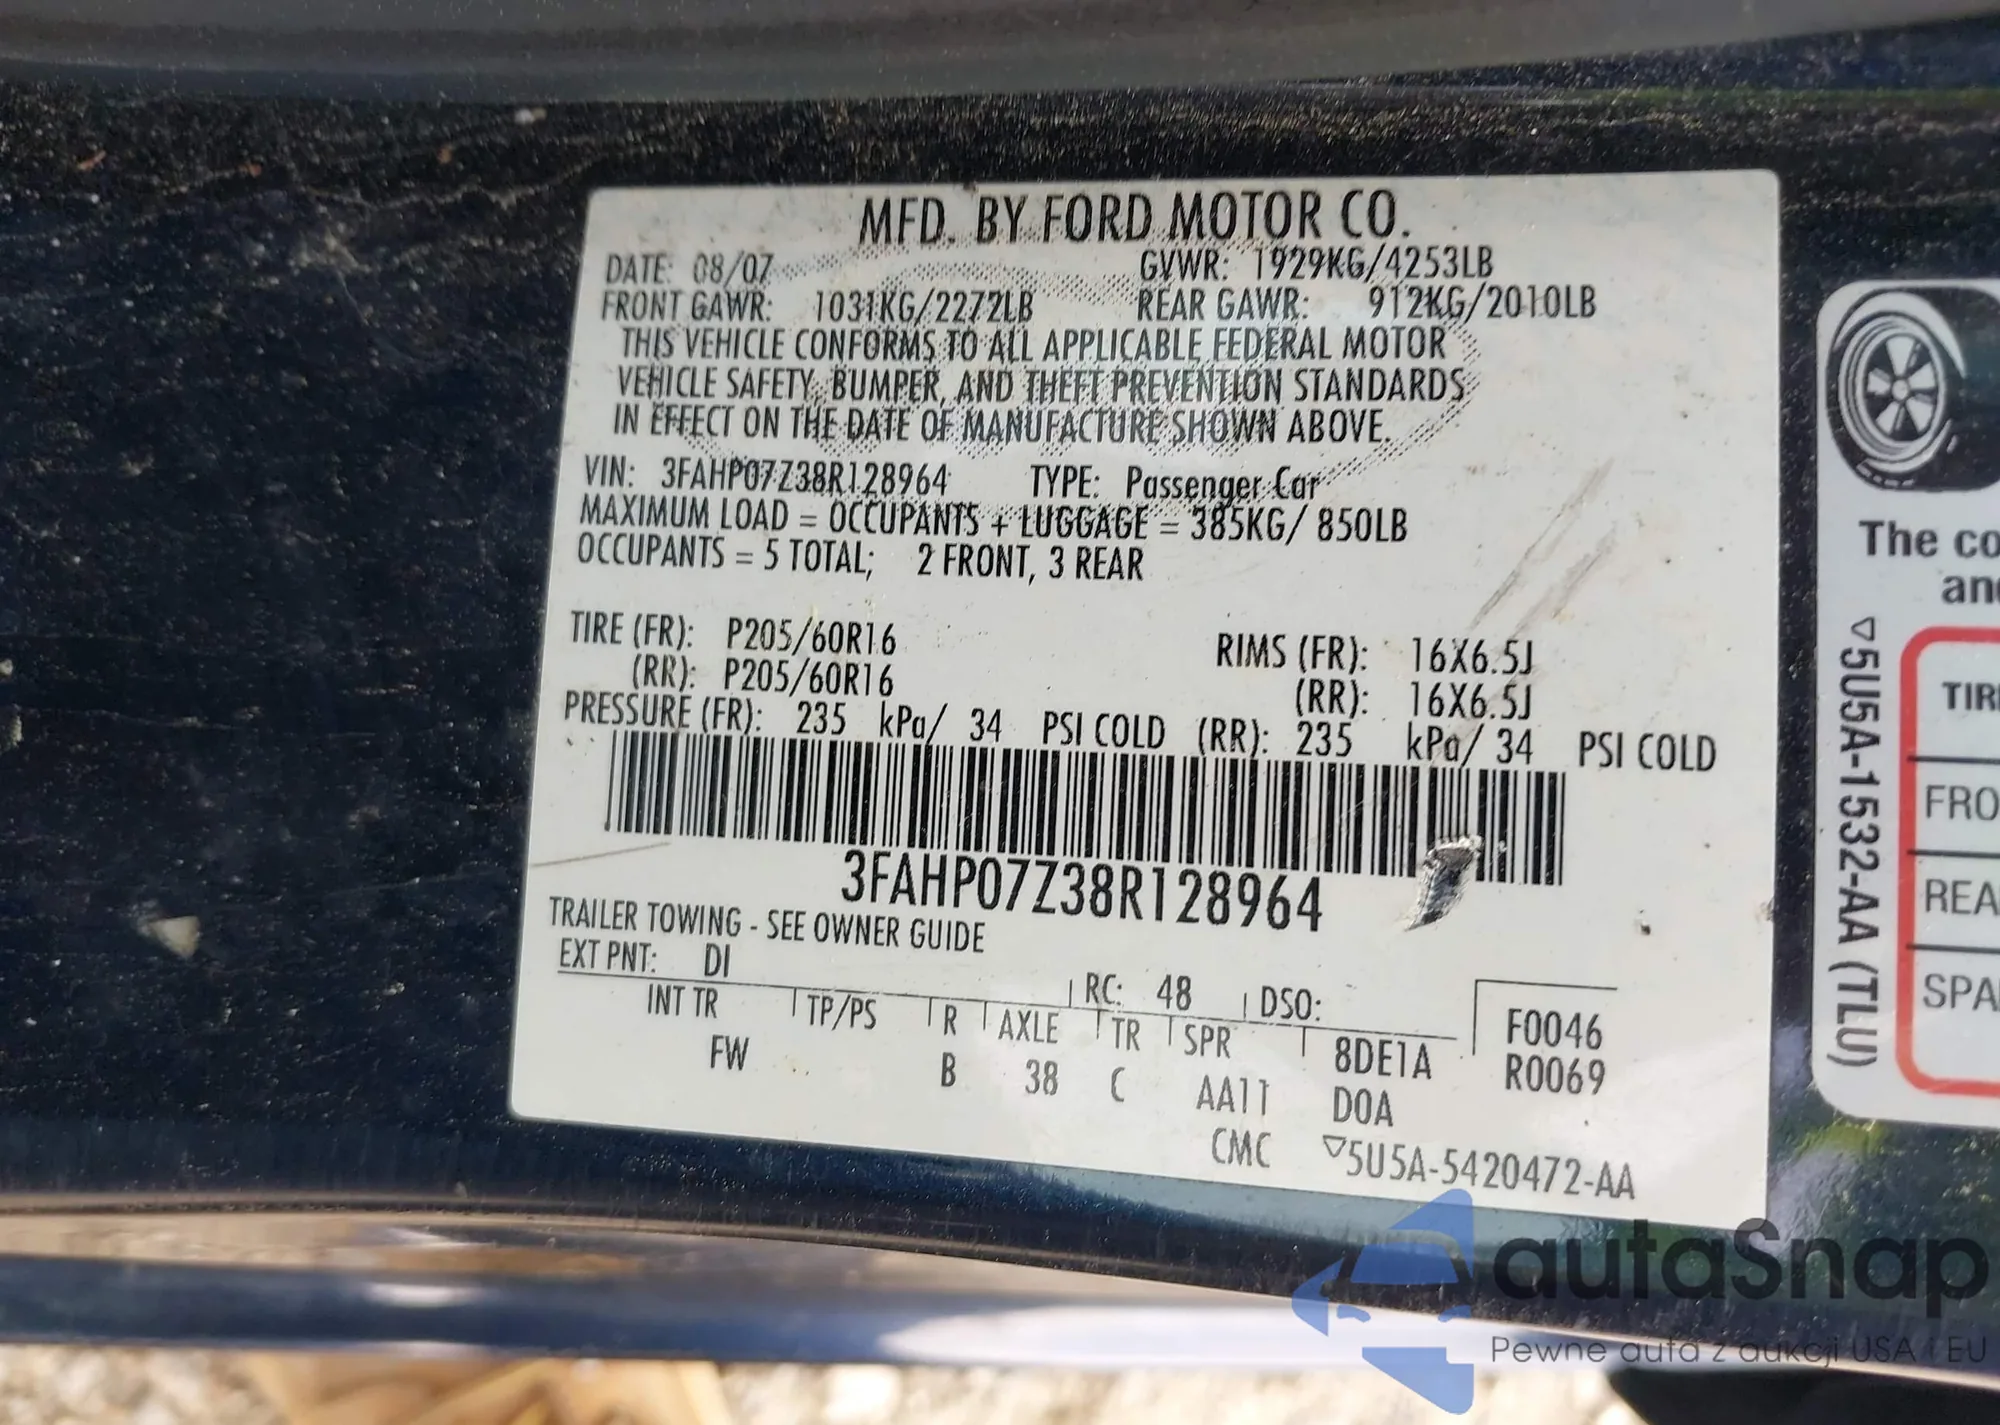 MFD. BY FORD MOTOR CO.
DATE: 08/07 GVWR: 1929KG/4253LB
FRONT GAWR: 1031KG/2272LB REAR GAWR: 912KG/2010LB
THIS VEHICLE CONFORMS TO ALL APPLICABLE FEDERAL MOTOR
VEHICLE SAFETY, BUMPER, AND THEFT PREVENTION STANDARDS
IN EFFECT ON THE DATE OF MANUFACTURE SHOWN ABOVE.
VIN: 3FAHP07Z38R128964 TYPE: Passenger Car
MAXIMUM LOAD = OCCUPANTS + LUGGAGE = 385KG/ 850LB
OCCUPANTS = 5 TOTAL; 2 FRONT, 3 REAR
TIRE (FR): P205/60R16 RIMS (FR): 16X6.5J
(RR): P205/60R16 (RR): 16X6.5J
PRESSURE (FR): 235 kPa/ 34 PSI COLD (RR): 235 kPa/ 34 PSI COLD
3FAHP07Z38R128964
TRAILER TOWING - SEE OWNER GUIDE
EXT PNT: DI RC: 48 DSO:
INT TR TP/PS R AXLE TR SPR 8DE1A F0046
FW B 38 C AA11 D0A R0069
CMC ▽5U5A-5420472-AA
The co
and
▽5U5A-1532-AA (TLU)
TIRE
FRO
REA
SPA
autaSnap
Pewne auta z aukcji USA i EU